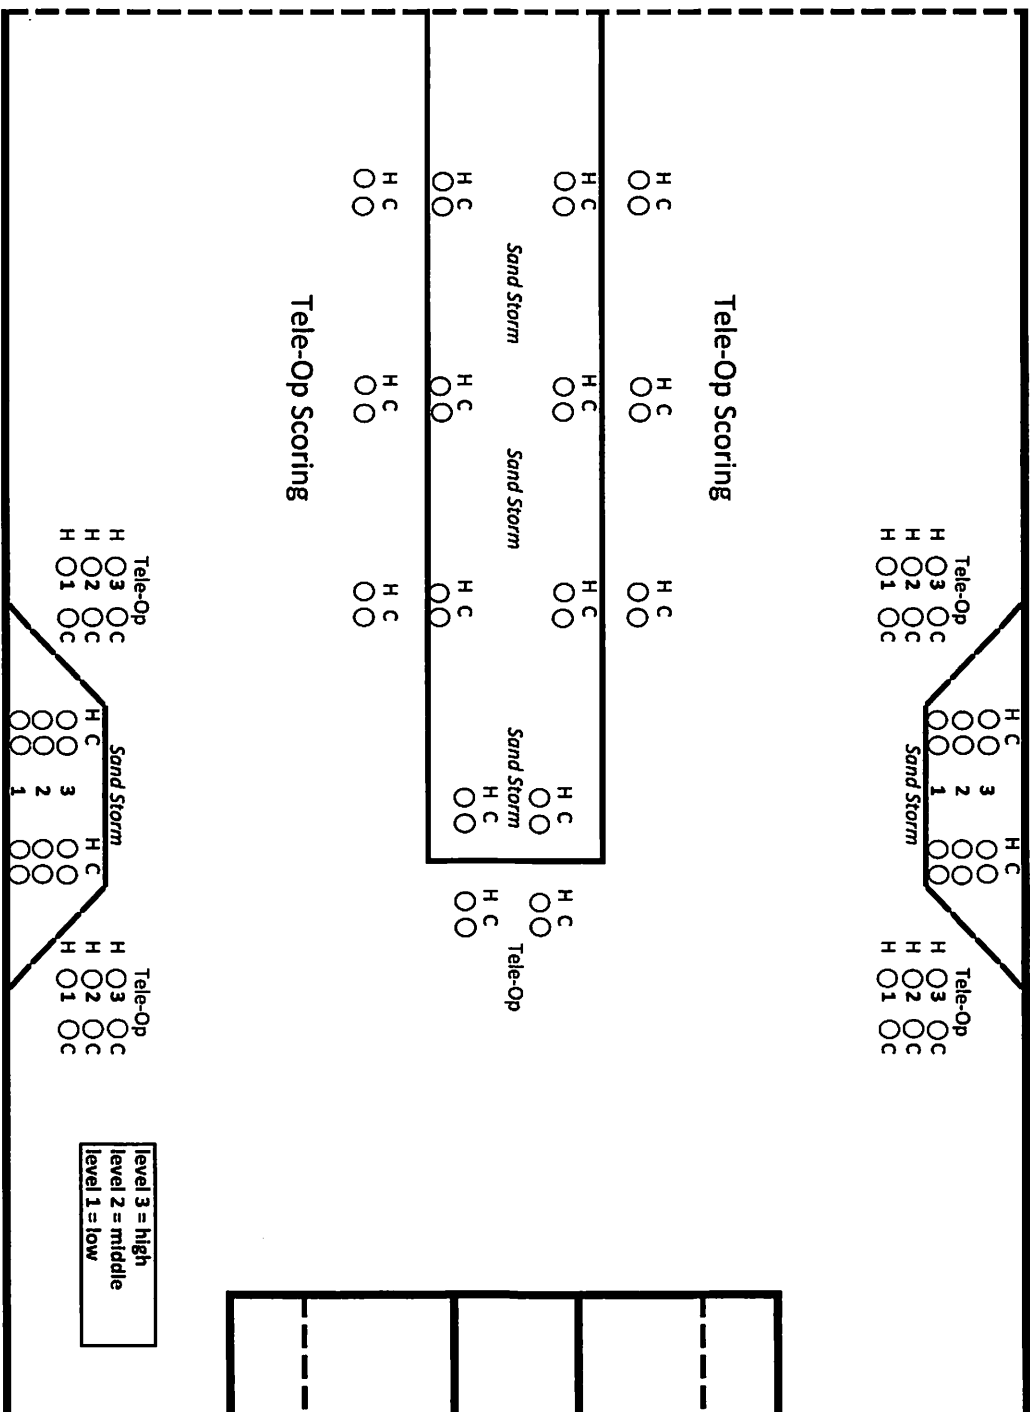 H C H C
3
Tele-Op 2 Tele-Op
H 3 C 1 H 3 C
H 2 C Sand Storm H 2 C
H 1 C H 1 C
Tele-Op Scoring
H C H C H C
H C H C H C
H C H C
Sand Storm Sand Storm Sand Storm Tele-Op
H C H C
H C H C H C
H C H C H C
Tele-Op Scoring
Tele-Op Tele-Op
H 3 C Sand Storm H 3 C
H 2 C H C H C H 2 C
H 1 C 3 H 1 C
2
1
level 3 = high
level 2 = middle
level 1 = low